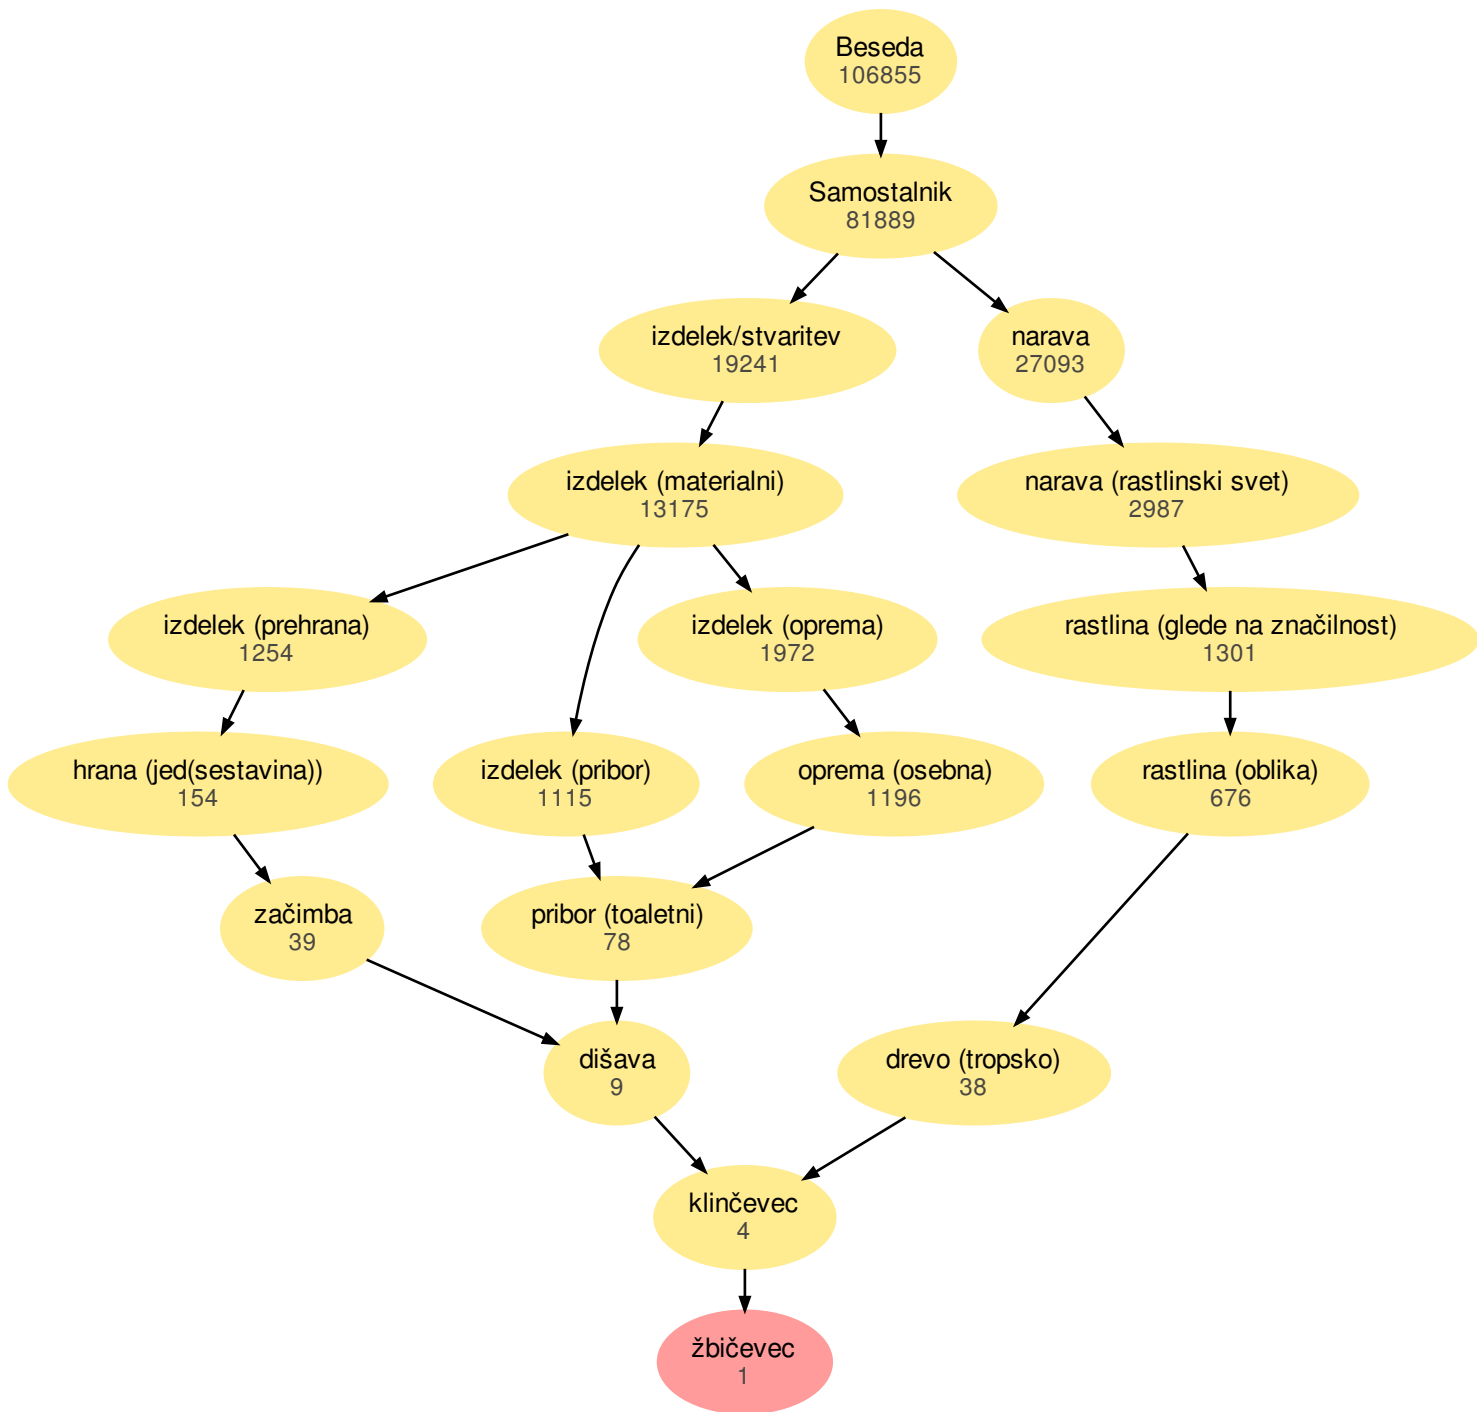 Beseda
106855
Samostalnik
81889
izdelek/stvaritev
19241
narava
27093
izdelek (materialni)
13175
narava (rastlinski svet)
2987
izdelek (prehrana)
1254
izdelek (oprema)
1972
rastlina (glede na značilnost)
1301
hrana (jed(sestavina))
154
izdelek (pribor)
1115
oprema (osebna)
1196
rastlina (oblika)
676
začimba
39
pribor (toaletni)
78
dišava
9
drevo (tropsko)
38
klinčevec
4
žbičevec
1